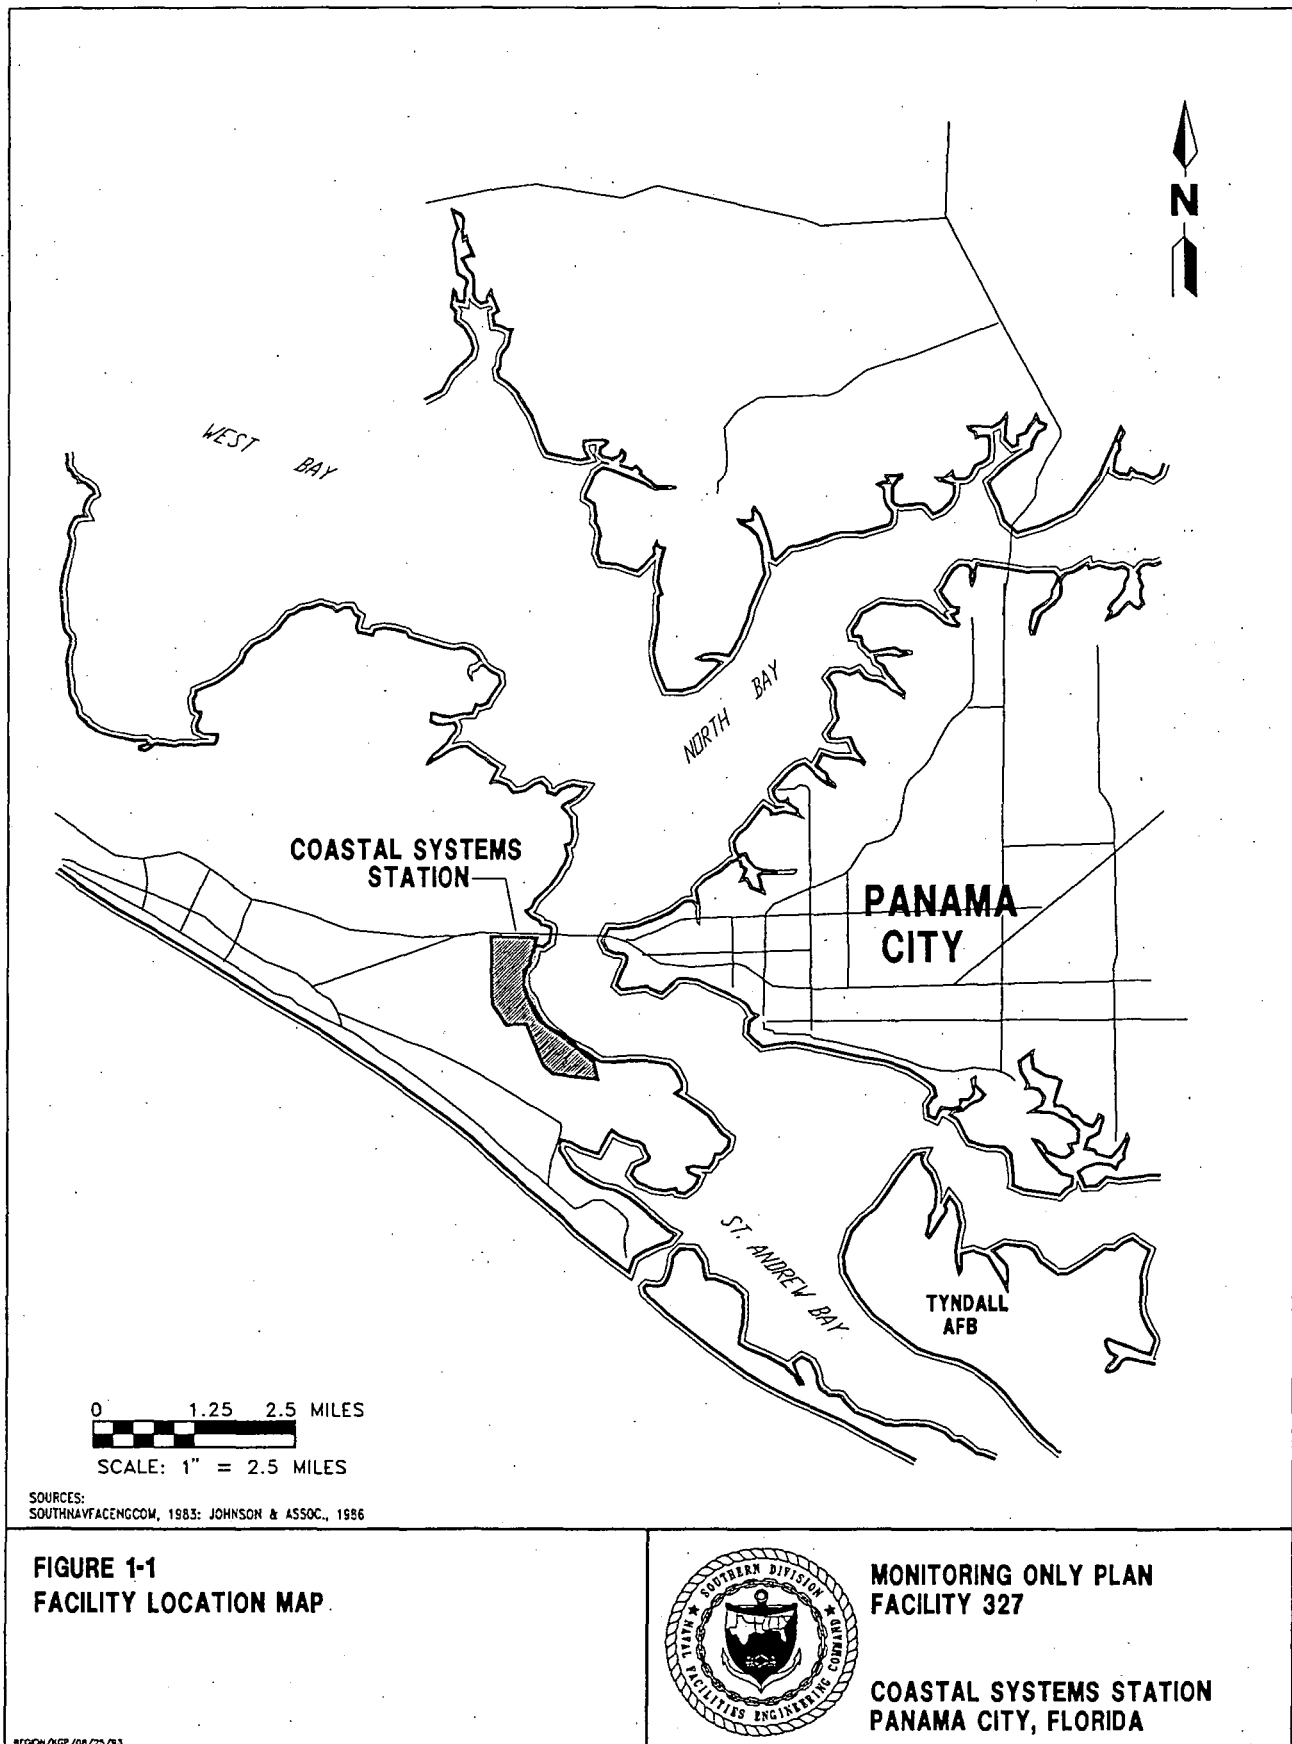 N
WEST BAY
NORTH BAY
COASTAL SYSTEMS
STATION
PANAMA
CITY
ST. ANDREW BAY
TYNDALL
AFB
0 1.25 2.5 MILES
SCALE: 1" = 2.5 MILES
SOURCES:
SOUTHNAVFACENGCOM, 1983: JOHNSON & ASSOC., 1986
FIGURE 1-1
FACILITY LOCATION MAP
SOUTHERN DIVISION
NAVAL FACILITIES ENGINEERING COMMAND
MONITORING ONLY PLAN
FACILITY 327
COASTAL SYSTEMS STATION
PANAMA CITY, FLORIDA